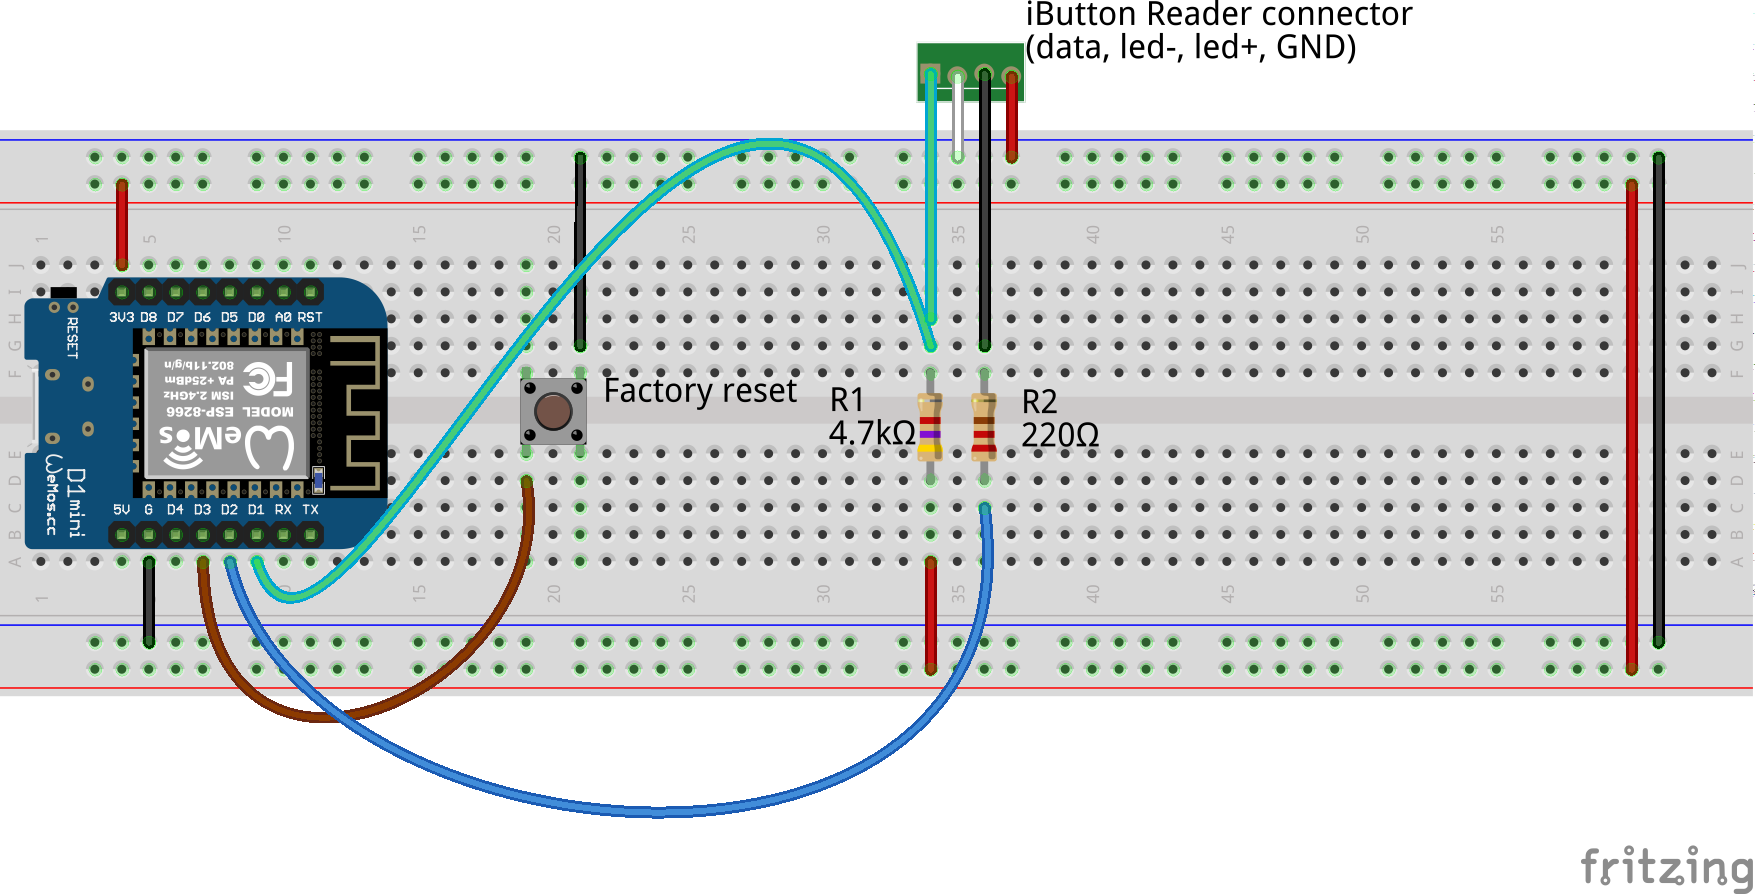 iButton Reader connector
(data, led-, led+, GND)
1 5 10 15 20 25 30 35 40 45 50 55
J J
I I
H H
G G
F F
3V3 D8 D7 D6 D5 D0 A0 RST
RESET
802.11b/g/n
PA +25dBm
ISM 2.4GHz
MODEL ESP-8266
FC
WeMos
D1 mini
WeMos.cc
5V G D4 D3 D2 D1 RX TX
Factory reset
R1
4.7kΩ
R2
220Ω
E E
D D
C C
B B
A A
1 10 15 20 25 30 35 40 45 50 55
fritzing